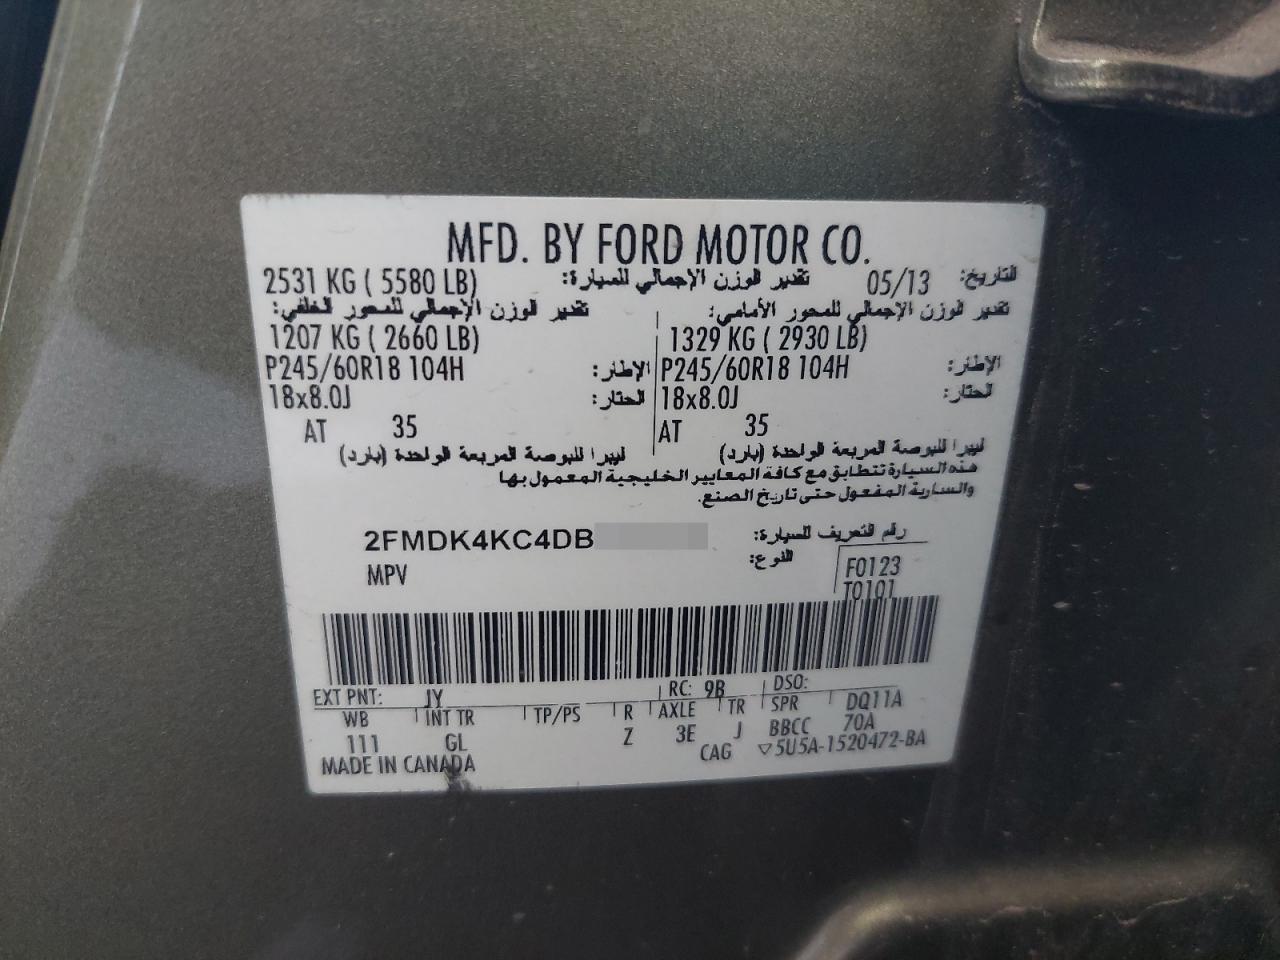 MFD. BY FORD MOTOR CO.
التاريخ: 05/13 تقدير الوزن الإجمالي للسيارة: 2531 KG ( 5580 LB)
تقدير الوزن الإجمالي للمحور الأمامي: تقدير الوزن الإجمالي للمحور الخلفي:
1207 KG ( 2660 LB) 1329 KG ( 2930 LB)
P245/60R18 104H الإطار: P245/60R18 104H الإطار:
18x8.0J الحتار: 18x8.0J الحتار:
AT 35 AT 35
ليبرا للبوصة المربعة الواحدة (بارد) ليبرا للبوصة المربعة الواحدة (بارد)
هذه السيارة تتطابق مع كافة المعايير الخليجية المعمول بها
والسارية المفعول حتى تاريخ الصنع.
2FMDK4KC4DB رقم التعريف للسيارة:
MPV النوع: F0123
T0101
EXT PNT: JY RC: 9B DSO:
WB INT TR TP/PS R AXLE TR SPR DQ11A
111 GL Z 3E J BBCC 70A
MADE IN CANADA CAG ▽5U5A-1520472-BA